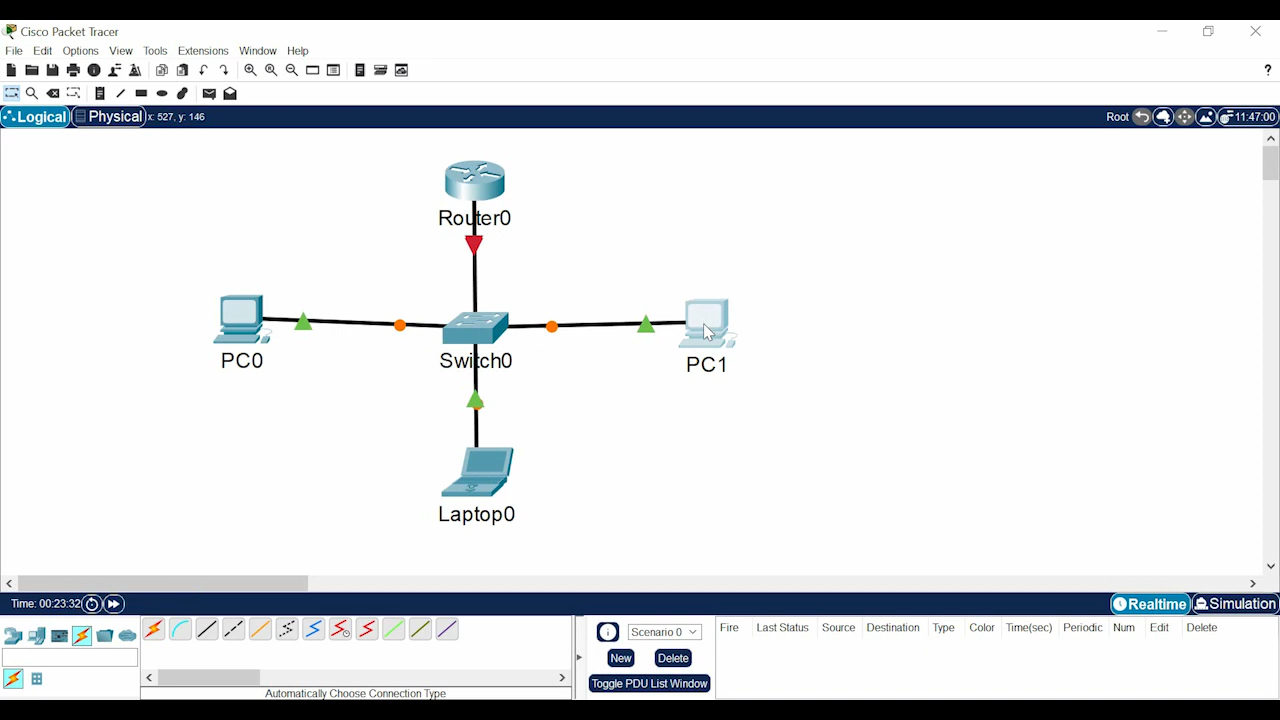 Cisco Packet Tracer
File Edit Options View Tools Extensions Window Help
?
Logical Physical x: 527, y: 146 Root 11:47:00
Router0
PC0 Switch0 PC1
Laptop0
Time: 00:23:32 Realtime Simulation
Scenario 0 Fire Last Status Source Destination Type Color Time(sec) Periodic Num Edit Delete
New Delete
Toggle PDU List Window
Automatically Choose Connection Type